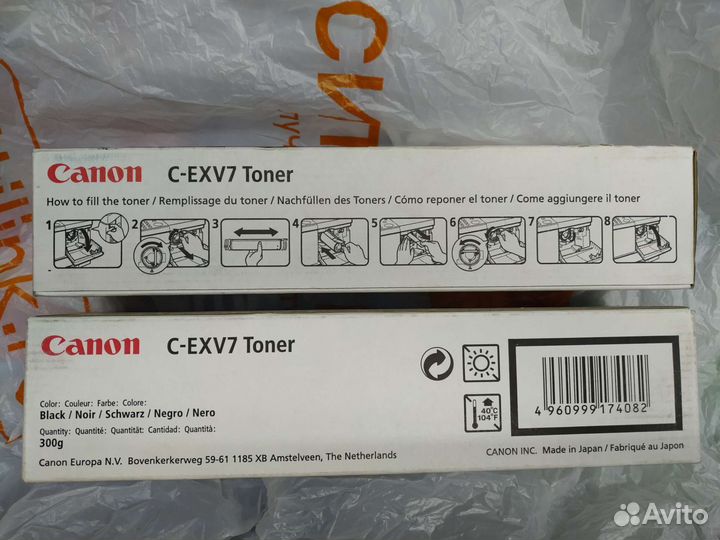 СИЛ
Canon C-EXV7 Toner
How to fill the toner / Remplissage du toner / Nachfüllen des Toners / Cómo reponer el toner / Come aggiungere il toner
1 2 3 4 5 6 7 8
Canon C-EXV7 Toner
Color: Couleur: Farbe: Colore:
Black / Noir / Schwarz / Negro / Nero
Quantity: Quantité: Quantität: Cantidad: Quantità:
300g
Canon Europa N.V. Bovenkerkerweg 59-61 1185 XB Amstelveen, The Netherlands
40°C
104°F
4 960999 174082
CANON INC. Made in Japan / Fabriqué au Japon
Avito